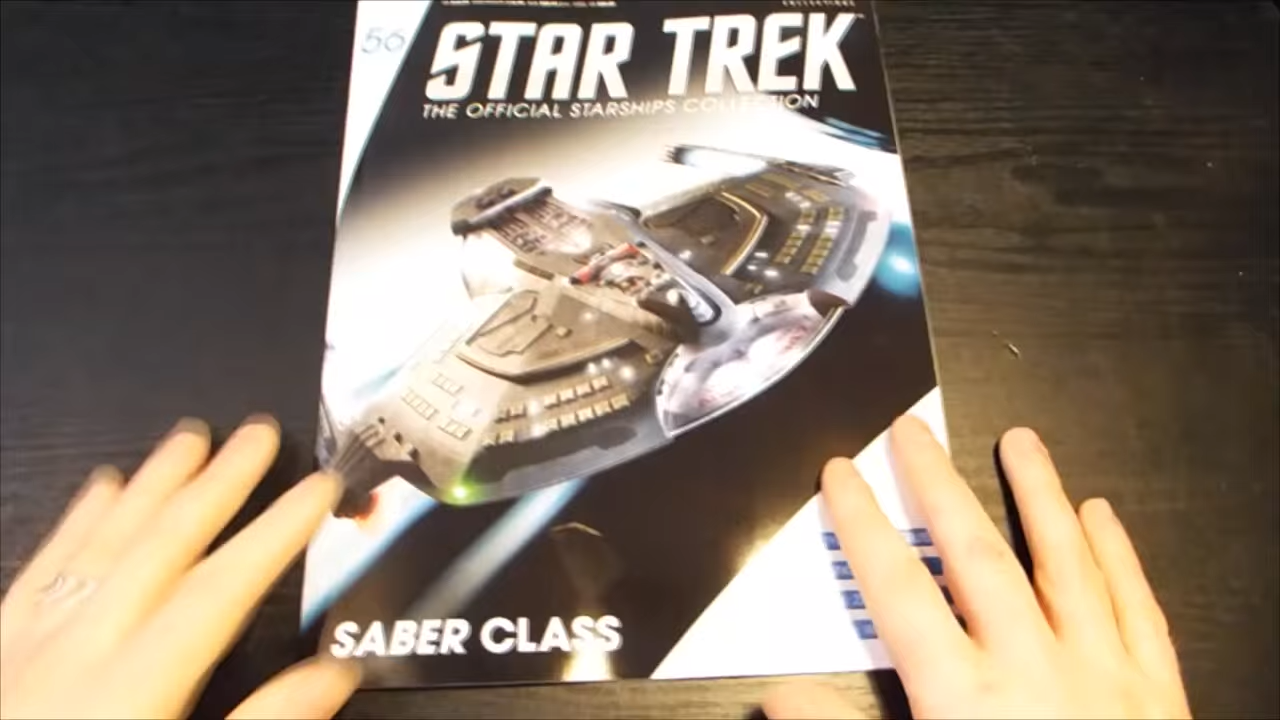 56
STAR TREK
THE OFFICIAL STARSHIPS COLLECTION
SABER CLASS